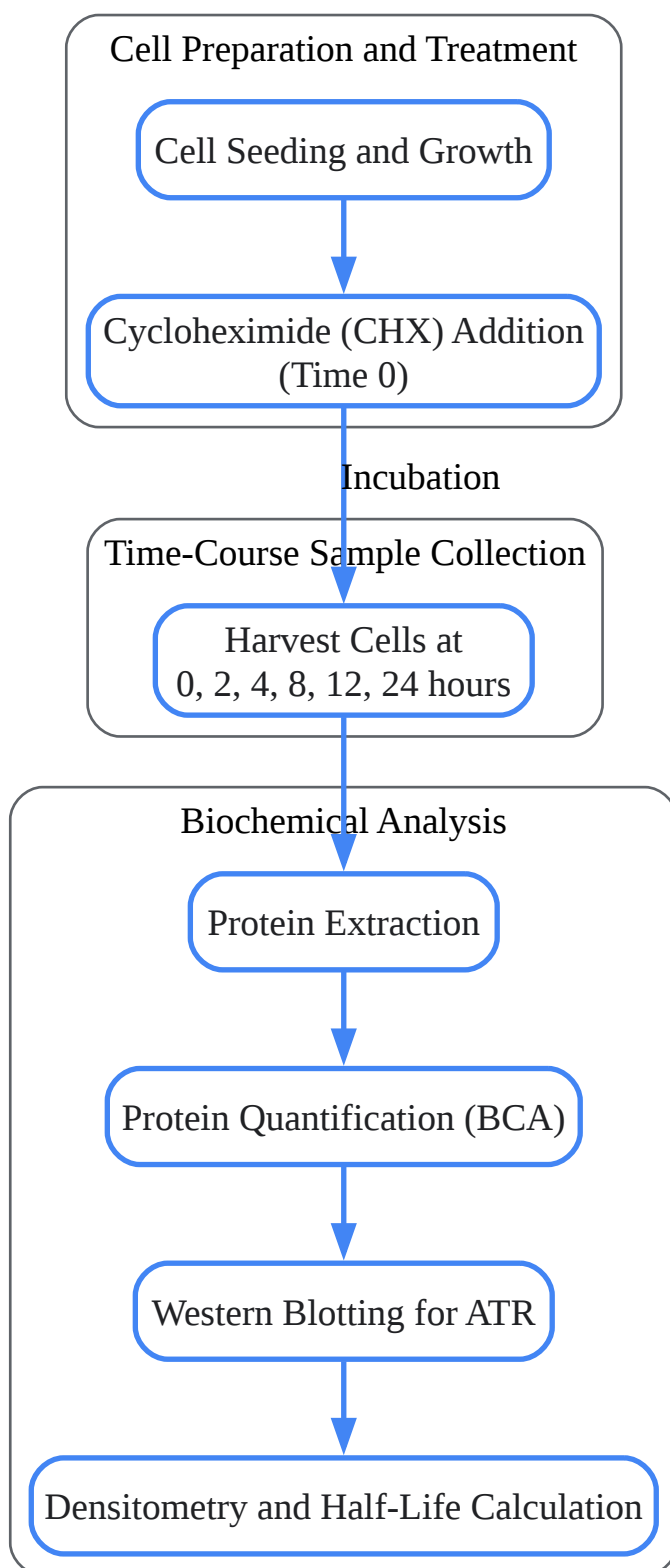 Cell Preparation and Treatment
Cell Seeding and Growth
Cycloheximide (CHX) Addition
(Time 0)
Incubation
Time-Course Sample Collection
Harvest Cells at
0, 2, 4, 8, 12, 24 hours
Biochemical Analysis
Protein Extraction
Protein Quantification (BCA)
Western Blotting for ATR
Densitometry and Half-Life Calculation